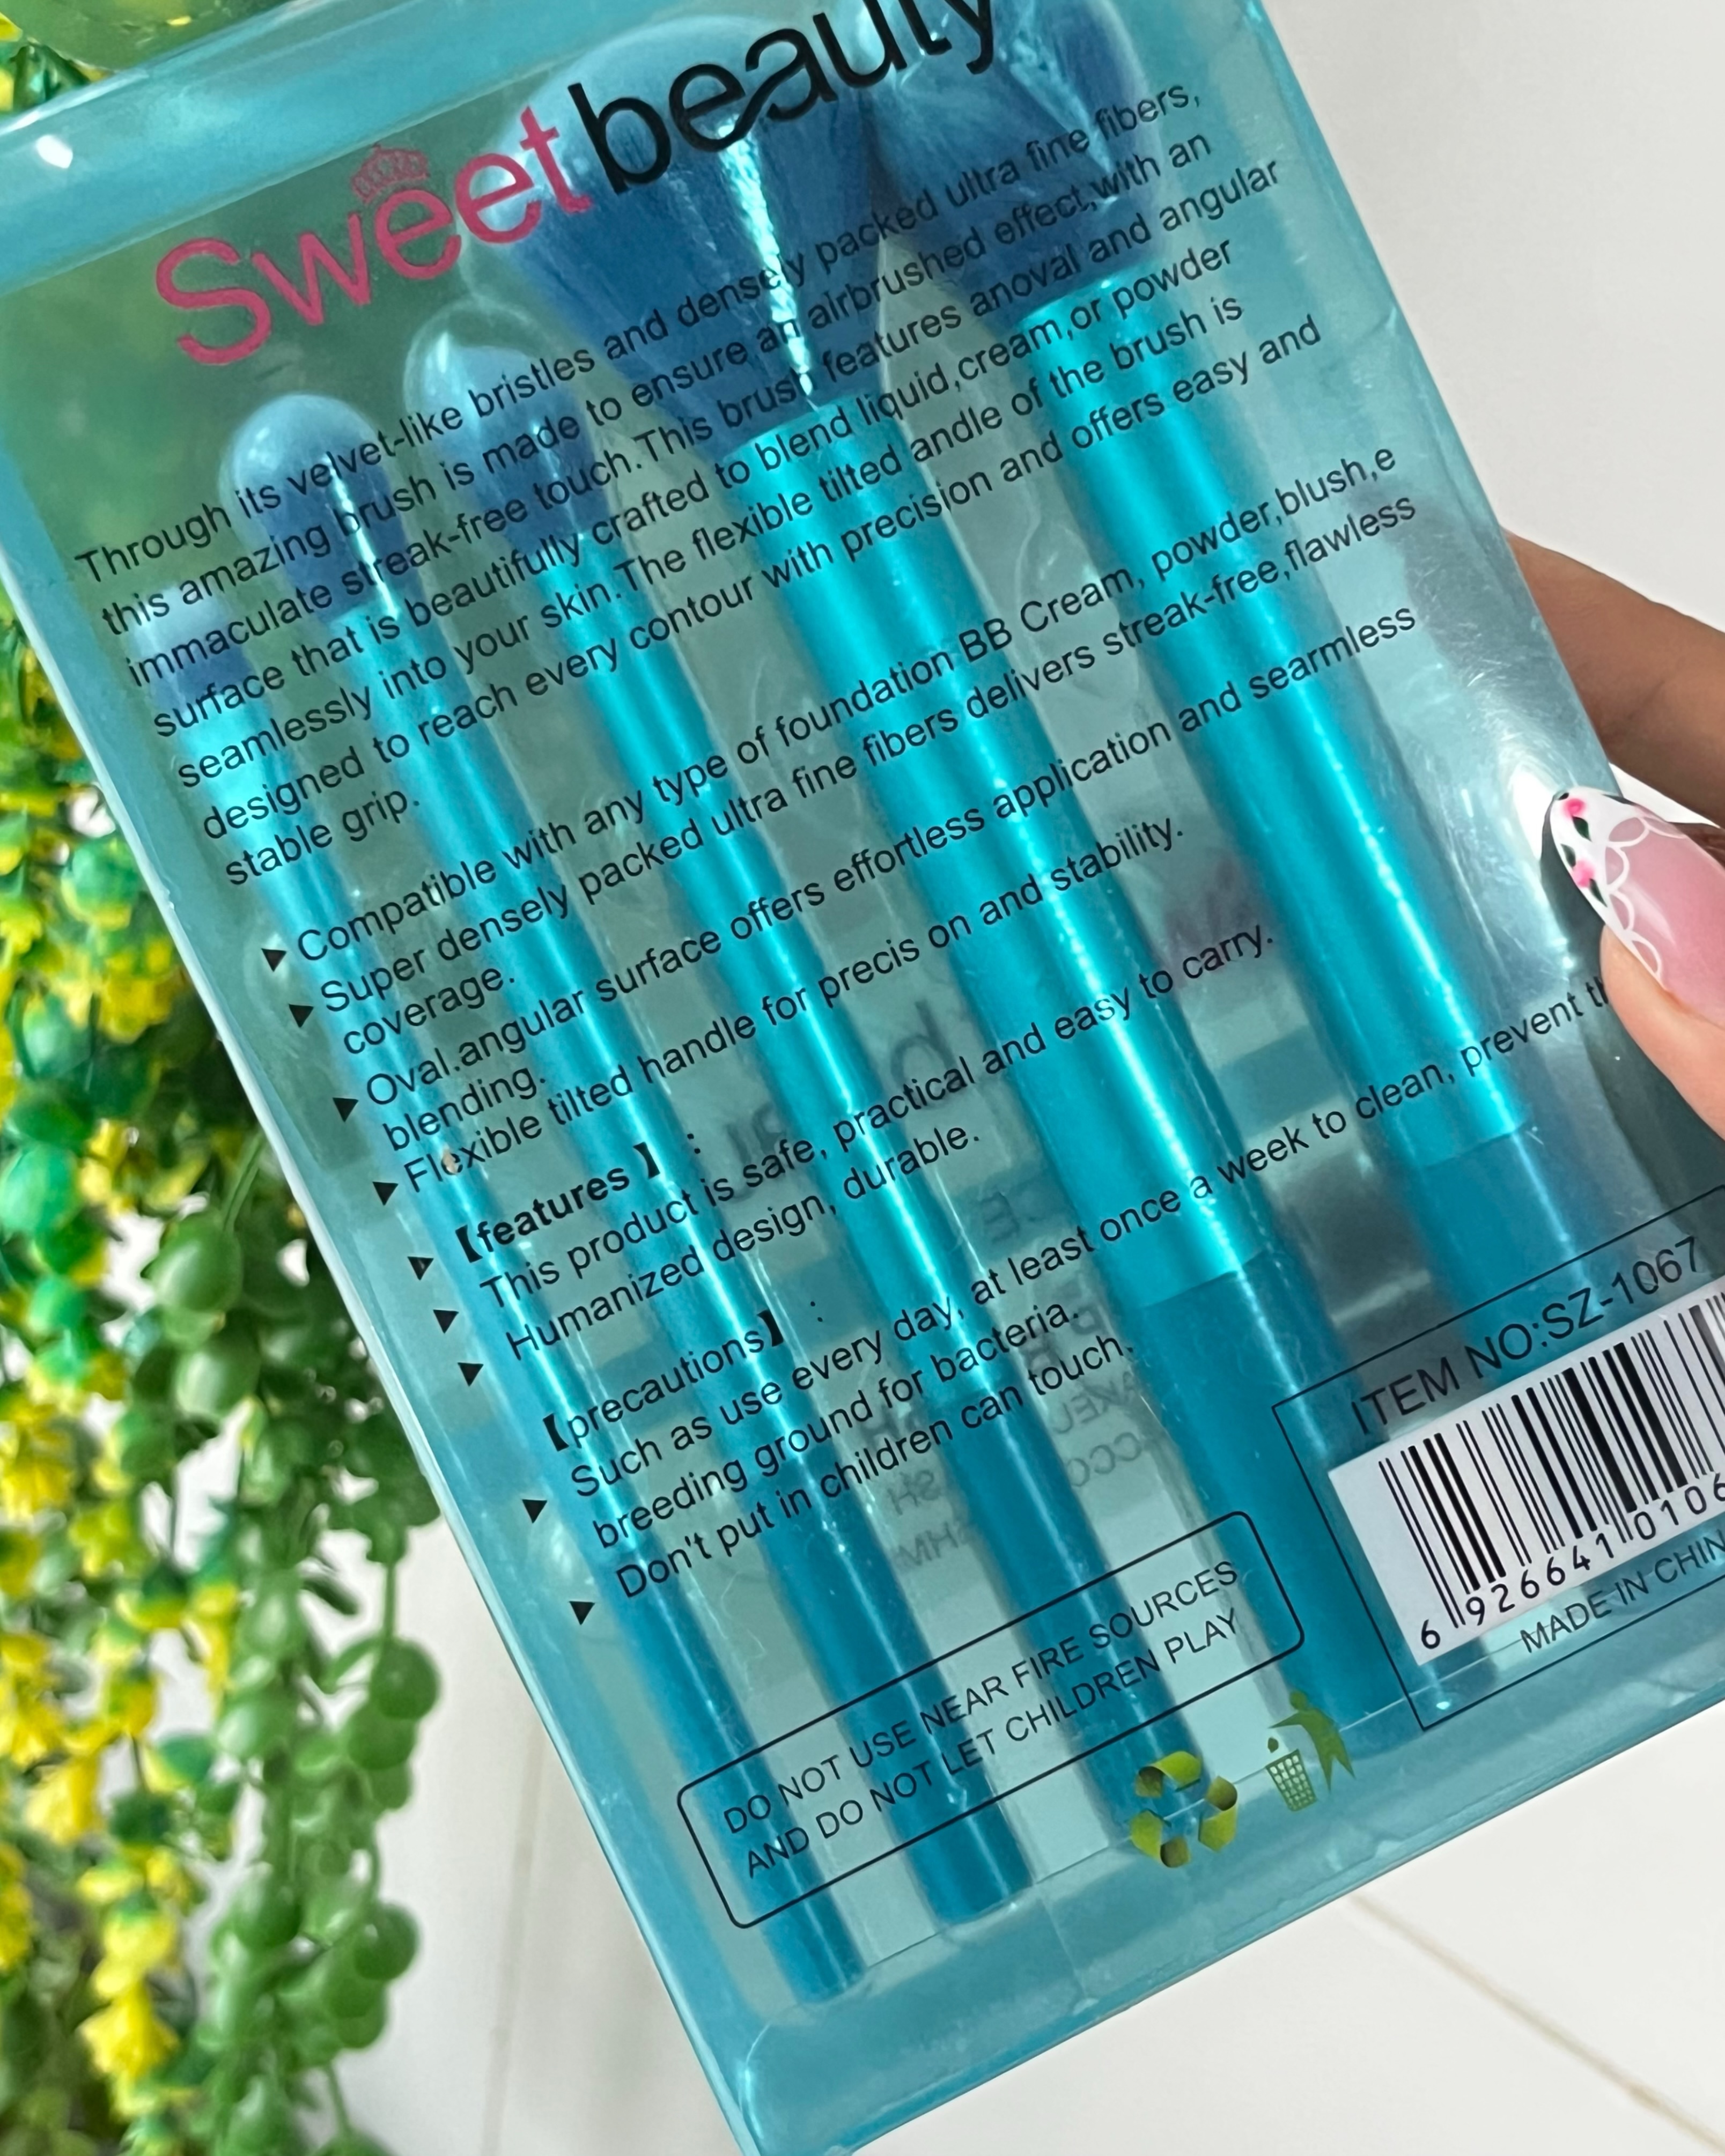 Sweet beauty
Through its velvet-like bristles and densely packed ultra fine fibers,
this amazing brush is made to ensure an airbrushed effect,with an
immaculate streak-free touch.This brush features anoval and angular
surface that is beautifully crafted to blend liquid,cream,or powder
seamlessly into your skin.The flexible tilted andle of the brush is
designed to reach every contour with precision and offers easy and
stable grip.
▶ Compatible with any type of foundation BB Cream, powder,blush,e
▶ Super densely packed ultra fine fibers delivers streak-free,flawless
coverage.
▶ Oval.angular surface offers effortless application and searmless
blending.
▶ Flexible tilted handle for precis on and stability.
▶ 【features 】 :
▶ This product is safe, practical and easy to carry.
▶ Humanized design, durable.
【precautions】 :
▶ Such as use every day, at least once a week to clean, prevent
breeding ground for bacteria.
▶ Don't put in children can touch.
DO NOT USE NEAR FIRE SOURCES
AND DO NOT LET CHILDREN PLAY
ITEM NO:SZ-1067
6 926641 0106
MADE IN CHIN